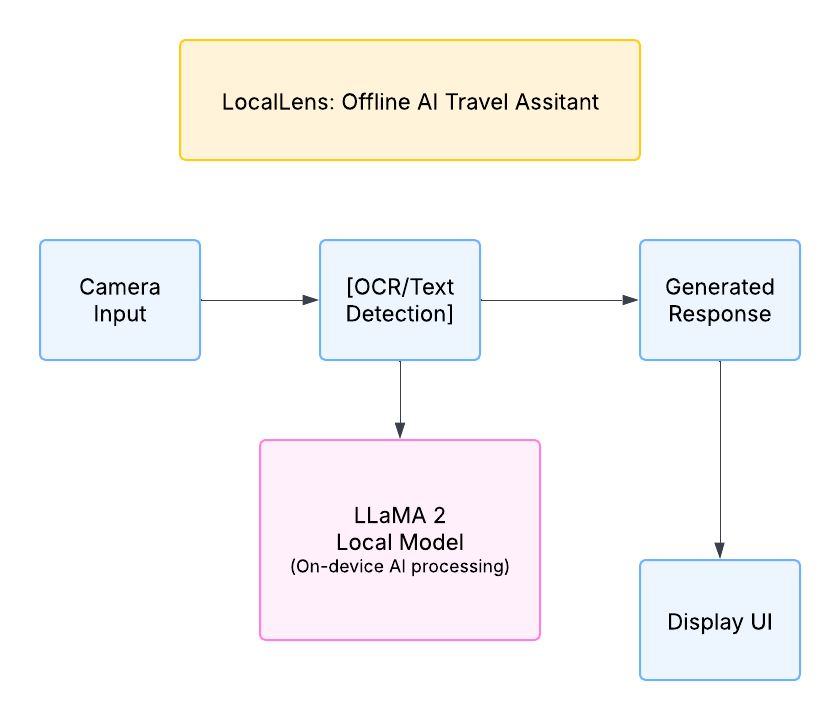 LocalLens: Offline AI Travel Assitant
Camera
Input
[OCR/Text
Detection]
Generated
Response
LLaMA 2
Local Model
(On-device AI processing)
Display UI